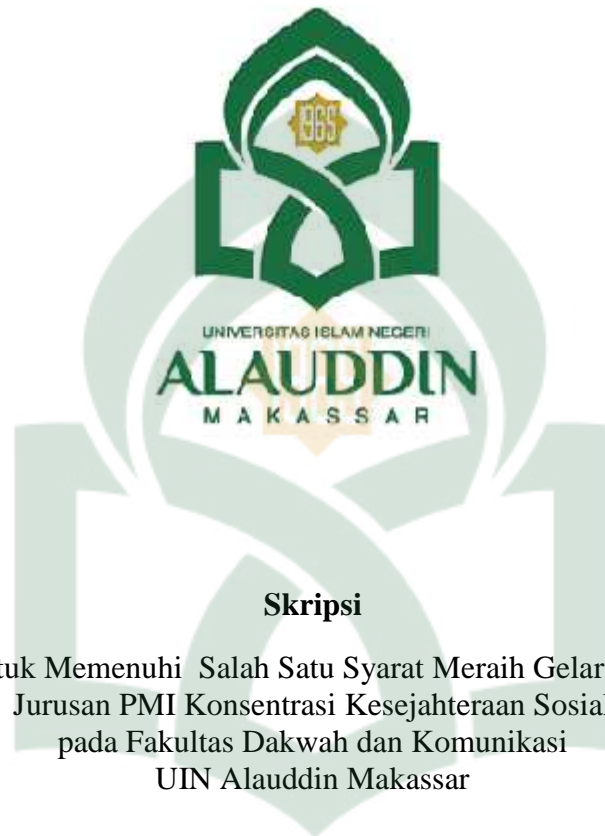 1965
UNIVERSITAS ISLAM NEGERI
ALAUDDIN
MAKASSAR
Skripsi
tuk Memenuhi Salah Satu Syarat Meraih Gelar
Jurusan PMI Konsentrasi Kesejahteraan Sosial
pada Fakultas Dakwah dan Komunikasi
UIN Alauddin Makassar